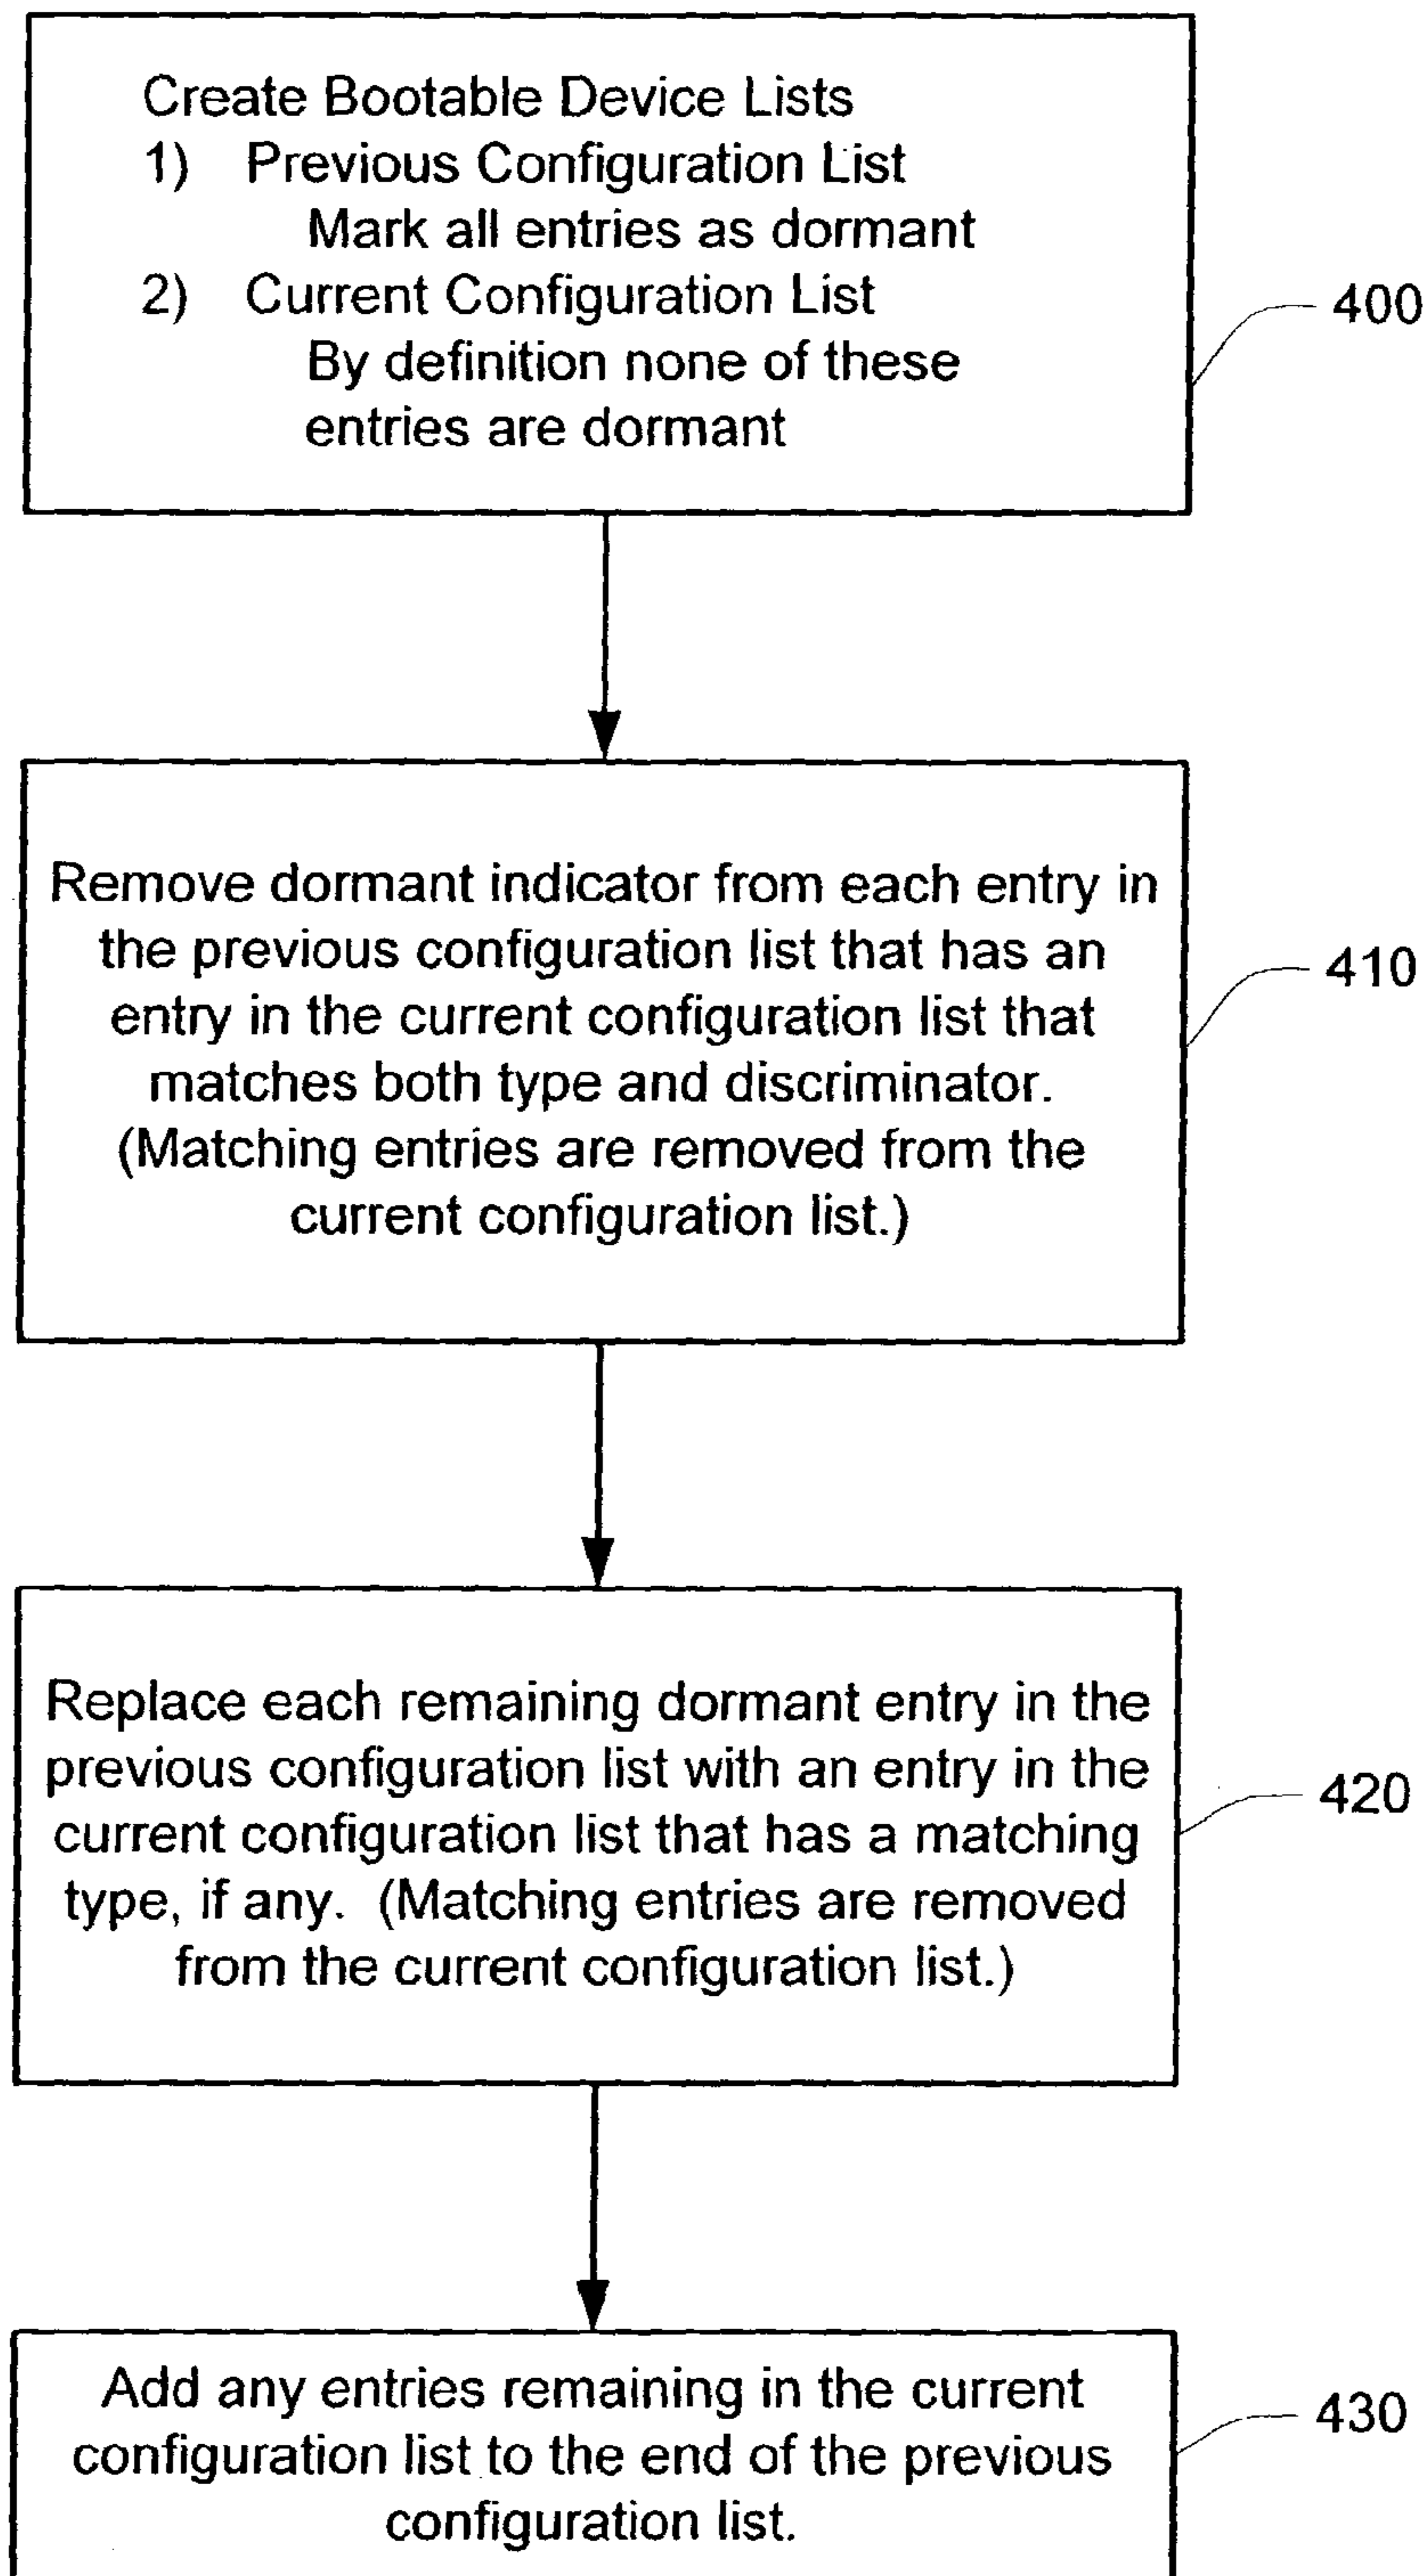 Create Bootable Device Lists
1) Previous Configuration List
Mark all entries as dormant
2) Current Configuration List
By definition none of these
entries are dormant
400
Remove dormant indicator from each entry in
the previous configuration list that has an
entry in the current configuration list that
matches both type and discriminator.
(Matching entries are removed from the
current configuration list.)
410
Replace each remaining dormant entry in the
previous configuration list with an entry in the
current configuration list that has a matching
type, if any. (Matching entries are removed
from the current configuration list.)
420
Add any entries remaining in the current
configuration list to the end of the previous
configuration list.
430